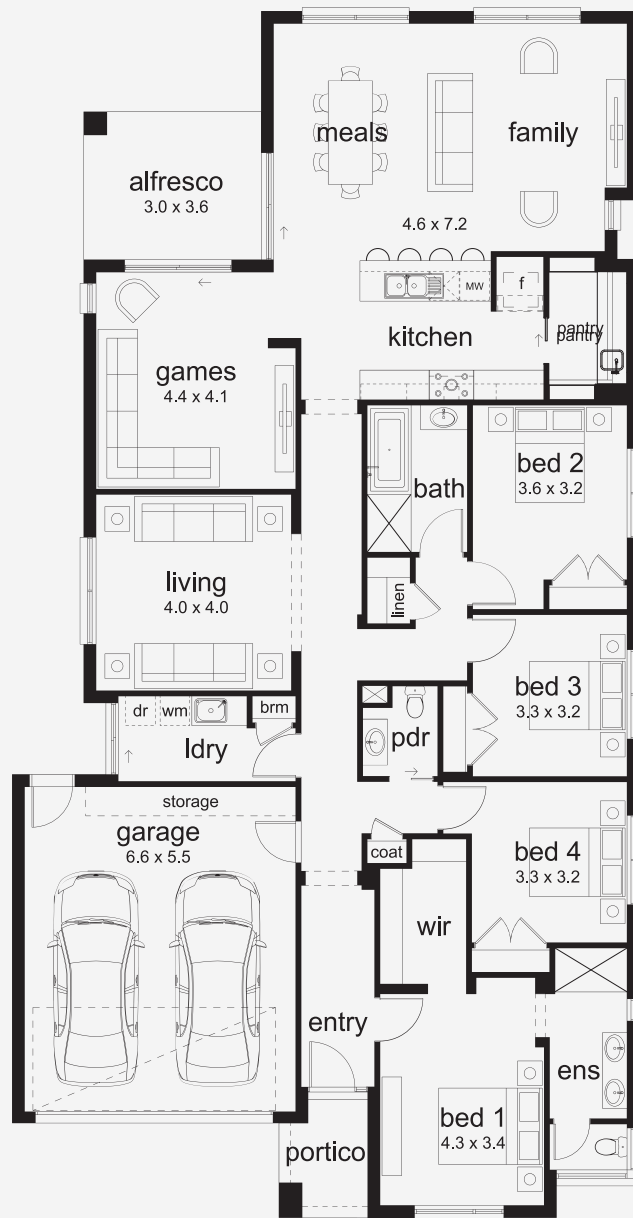 meals
family
alfresco
3.0 x 3.6
4.6 x 7.2
MW
f
kitchen
pantry
pantry
games
4.4 x 4.1
bath
bed 2
3.6 x 3.2
living
4.0 x 4.0
linen
bed 3
3.3 x 3.2
dr
wm
brm
ldry
pdr
storage
garage
6.6 x 5.5
coat
bed 4
3.3 x 3.2
wir
entry
ens
bed 1
4.3 x 3.4
portico